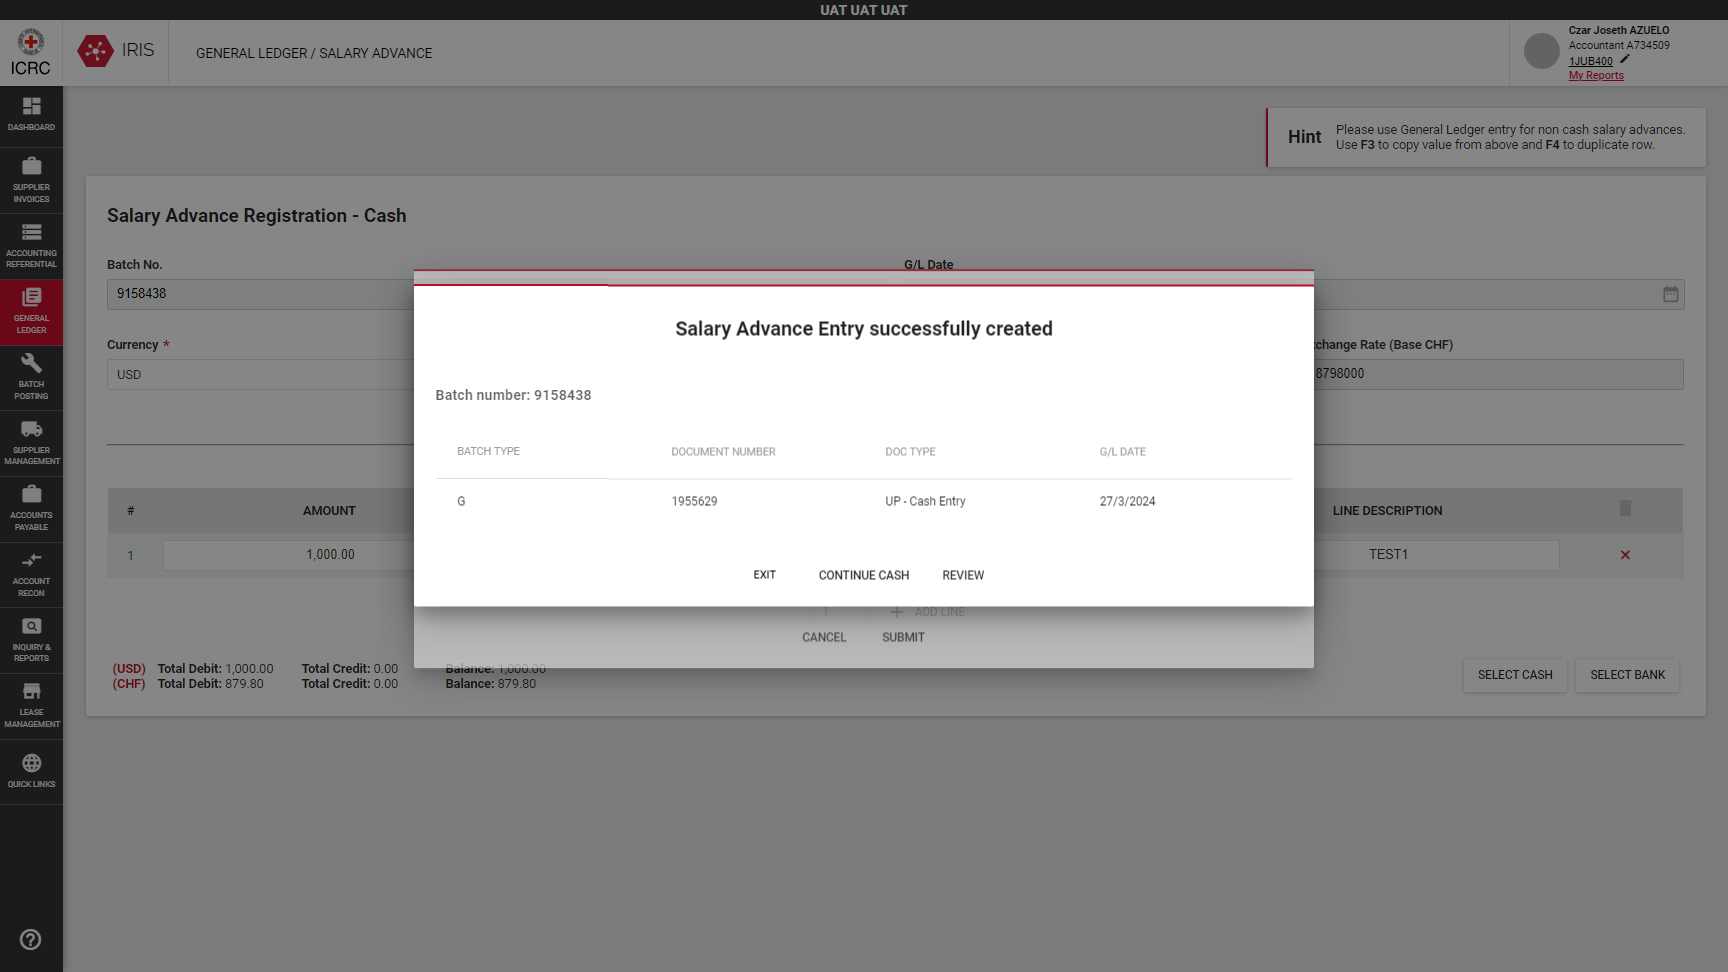 UAT UAT UAT
ICRC
IRIS
GENERAL LEDGER / SALARY ADVANCE
Czar Joseth AZUELO
Accountant A734509
1JUB400
My Reports
DASHBOARD
SUPPLIER
INVOICES
ACCOUNTING
REFERENTIAL
GENERAL
LEDGER
BATCH
POSTING
SUPPLIER
MANAGEMENT
ACCOUNTS
PAYABLE
ACCOUNT
RECON
INQUIRY &
REPORTS
LEASE
MANAGEMENT
QUICK LINKS
Hint
Please use General Ledger entry for non cash salary advances.
Use F3 to copy value from above and F4 to duplicate row.
Salary Advance Registration - Cash
Batch No.
G/L Date
9158438
Currency *
change Rate (Base CHF)
USD
8798000
# AMOUNT LINE DESCRIPTION
1 1,000.00 TEST1
Salary Advance Entry successfully created
Batch number: 9158438
BATCH TYPE DOCUMENT NUMBER DOC TYPE G/L DATE
G 1955629 UP - Cash Entry 27/3/2024
EXIT CONTINUE CASH REVIEW
1 + ADD LINE
CANCEL SUBMIT
(USD) Total Debit: 1,000.00 Total Credit: 0.00 Balance: 1,000.00
(CHF) Total Debit: 879.80 Total Credit: 0.00 Balance: 879.80
SELECT CASH SELECT BANK